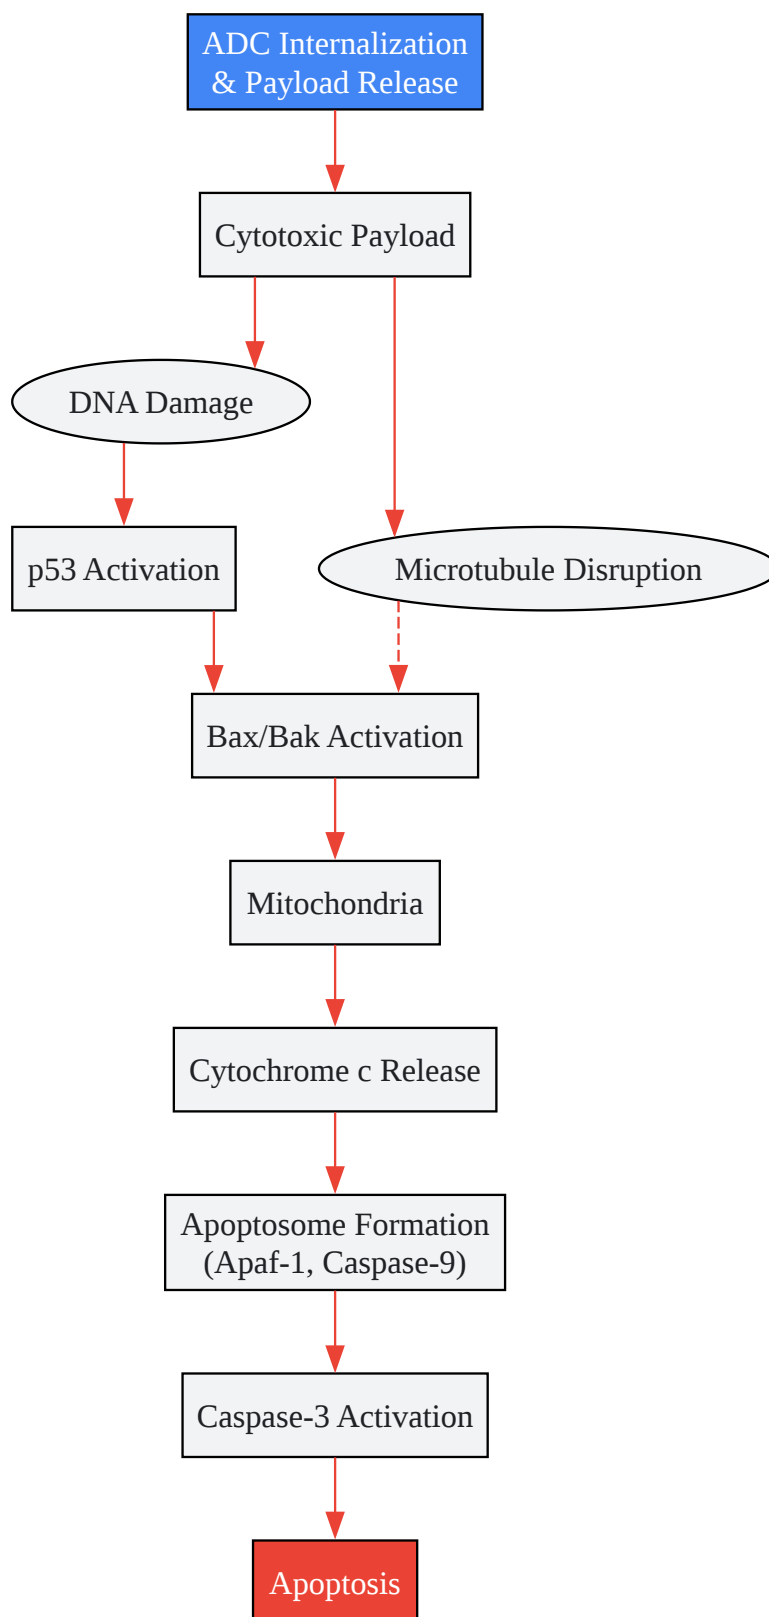 ADC Internalization
& Payload Release
Cytotoxic Payload
DNA Damage
p53 Activation
Microtubule Disruption
Bax/Bak Activation
Mitochondria
Cytochrome c Release
Apoptosome Formation
(Apaf-1, Caspase-9)
Caspase-3 Activation
Apoptosis